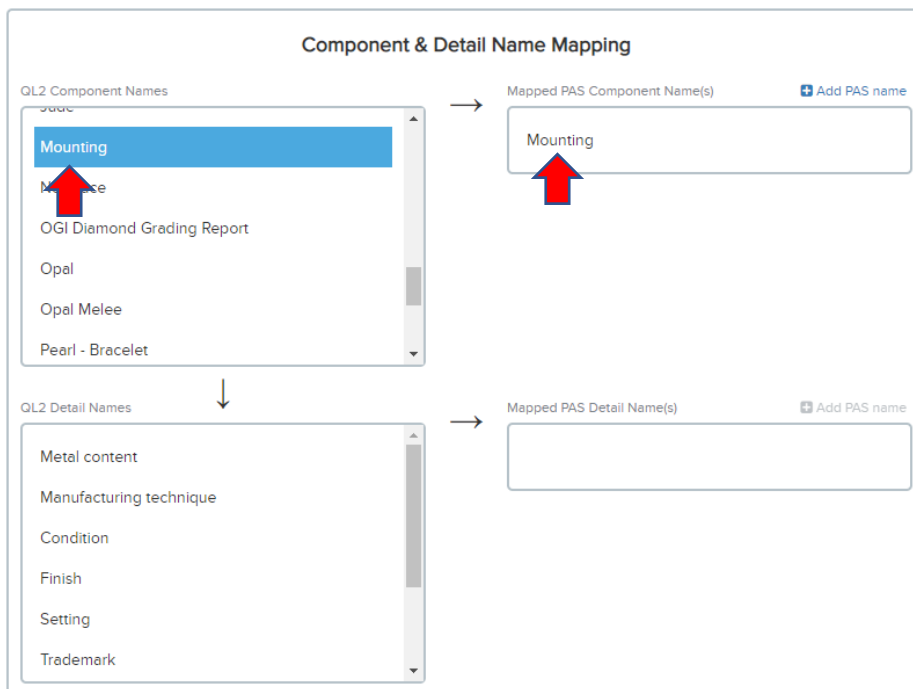 Component & Detail Name Mapping
QL2 Component Names
Mapped PAS Component Name(s)
Add PAS name
Mounting
Mounting
OGI Diamond Grading Report
Opal
Opal Melee
Pearl - Bracelet
QL2 Detail Names
Mapped PAS Detail Name(s)
Add PAS name
Metal content
Manufacturing technique
Condition
Finish
Setting
Trademark